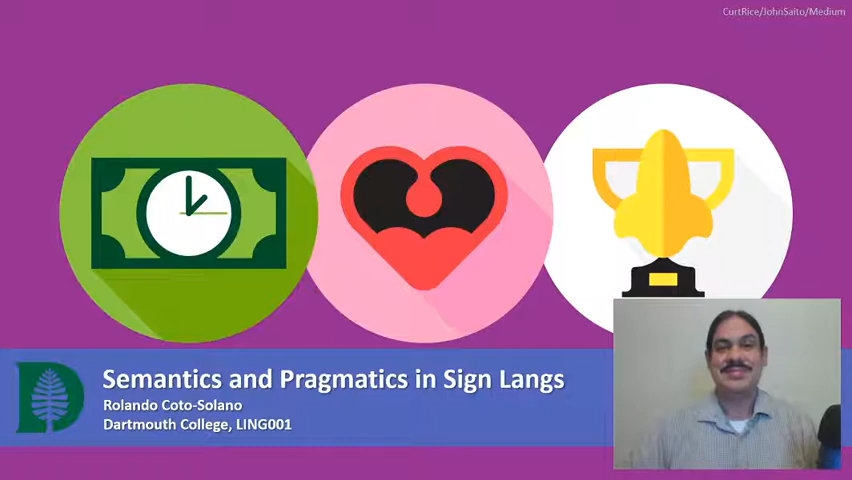 CurtRice/JohnSaito/Medium
Semantics and Pragmatics in Sign Langs
Rolando Coto-Solano
Dartmouth College, LING001